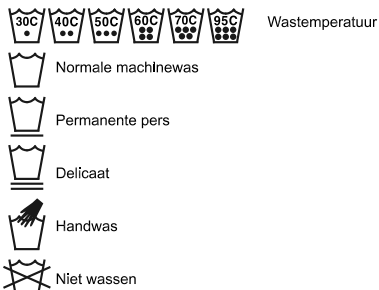 30C 40C 50C 60C 70C 95C Wastemperatuur
Normale machinewas
Permanente pers
Delicaat
Handwas
Niet wassen